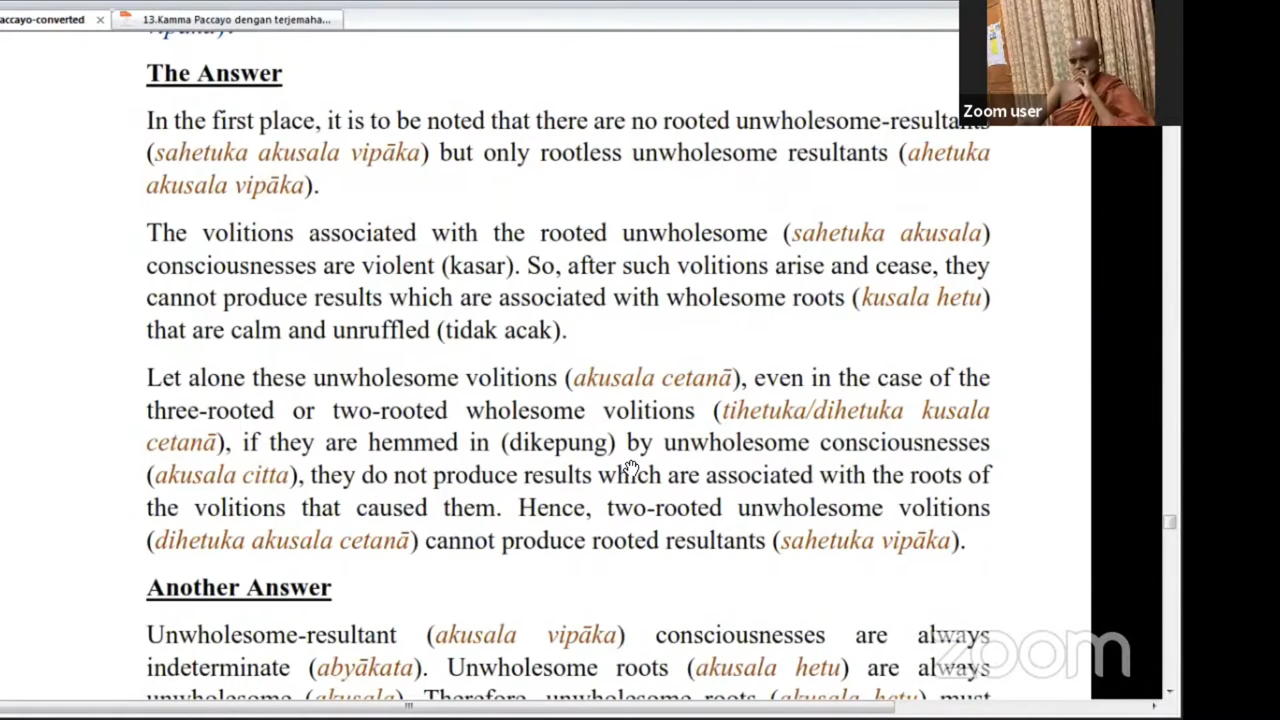 accayo-converted
13.Kamma Paccayo dengan terjemaha...
The Answer
Zoom user
In the first place, it is to be noted that there are no rooted unwholesome-resultants
(sahetuka akusala vipāka) but only rootless unwholesome resultants (ahetuka
akusala vipāka).
The volitions associated with the rooted unwholesome (sahetuka akusala)
consciousnesses are violent (kasar). So, after such volitions arise and cease, they
cannot produce results which are associated with wholesome roots (kusala hetu)
that are calm and unruffled (tidak acak).
Let alone these unwholesome volitions (akusala cetanā), even in the case of the
three-rooted or two-rooted wholesome volitions (tihetuka/dihetuka kusala
cetanā), if they are hemmed in (dikepung) by unwholesome consciousnesses
(akusala citta), they do not produce results which are associated with the roots of
the volitions that caused them. Hence, two-rooted unwholesome volitions
(dihetuka akusala cetanā) cannot produce rooted resultants (sahetuka vipāka).
Another Answer
Unwholesome-resultant (akusala vipāka) consciousnesses are always
indeterminate (abyākata). Unwholesome roots (akusala hetu) are always
unwholesome (akusala). Therefore, unwholesome roots (akusala hetu) must
zoom